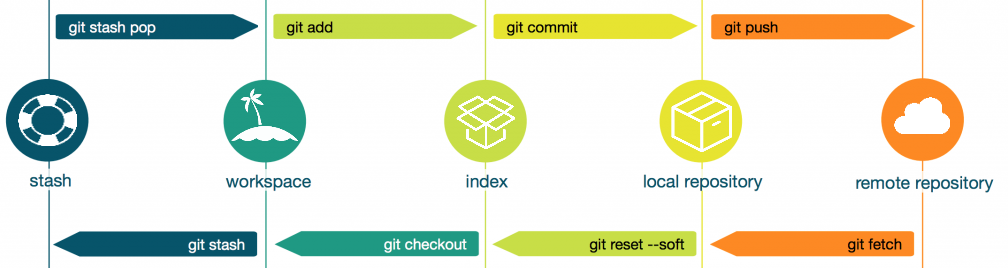 git stash pop
git add
git commit
git push
stash
workspace
index
local repository
remote repository
git stash
git checkout
git reset --soft
git fetch